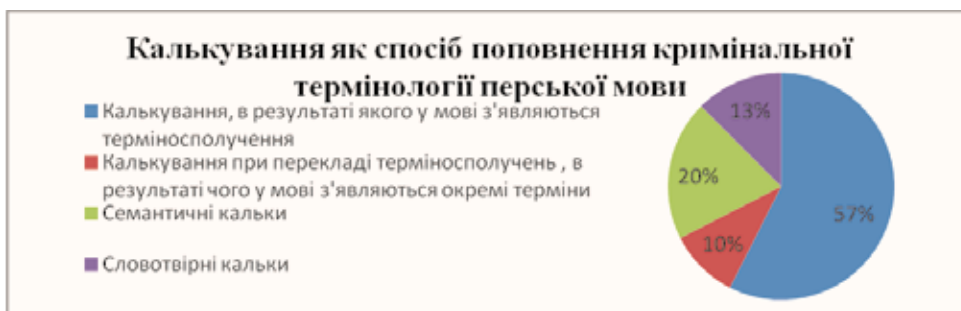 Калькування як спосіб поповнення кримінальної
термінології перської мови
Калькування, в результаті якого у мові з'являються
терміносполучення
Калькування при перекладі терміносполучень , в
результаті чого у мові з'являються окремі терміни
Семантичні кальки
Словотвірні кальки
13%
20%
10%
57%